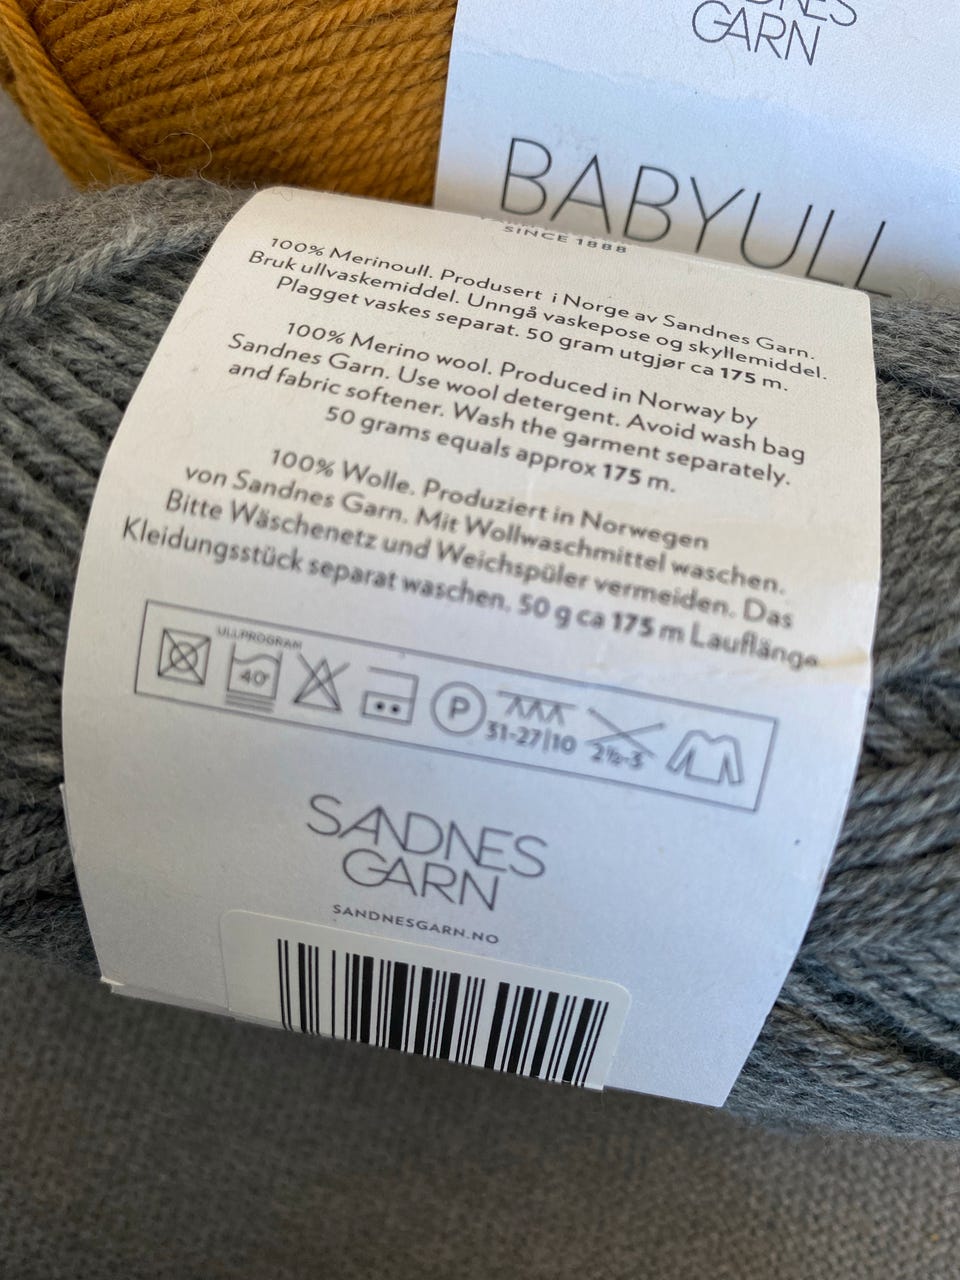 GARN
BABYULL
SINCE 1888
100% Merinoull. Produsert i Norge av Sandnes Garn.
Bruk ullvaskemiddel. Unngå vaskepose og skyllemiddel.
Plagget vaskes separat. 50 gram utgjør ca 175 m.
100% Merino wool. Produced in Norway by
Sandnes Garn. Use wool detergent. Avoid wash bag
and fabric softener. Wash the garment separately.
50 grams equals approx 175 m.
100% Wolle. Produziert in Norwegen
von Sandnes Garn. Mit Wollwaschmittel waschen.
Bitte Wäschenetz und Weichspüler vermeiden. Das
Kleidungsstück separat waschen. 50 g ca 175 m Lauflänge
ULLPROGRAM
40° P 31-27|10 2½-3
SANDNES
GARN
SANDNESGARN.NO